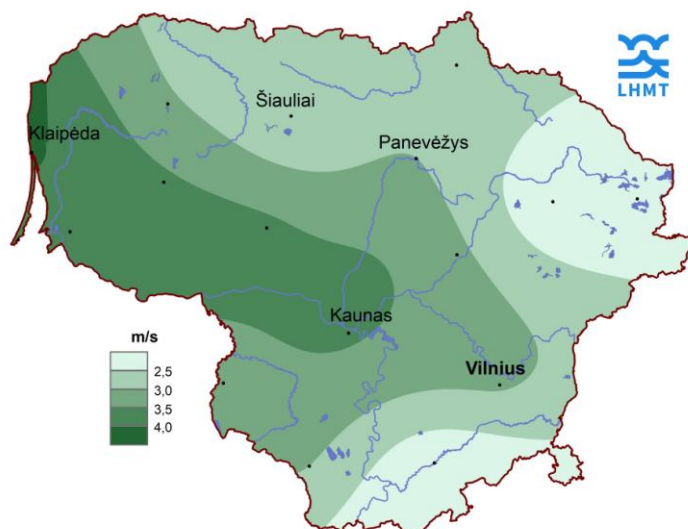 LHMT
Šiauliai
Klaipėda
Panevėžys
Kaunas
m/s
2,5
3,0
3,5
4,0
Vilnius